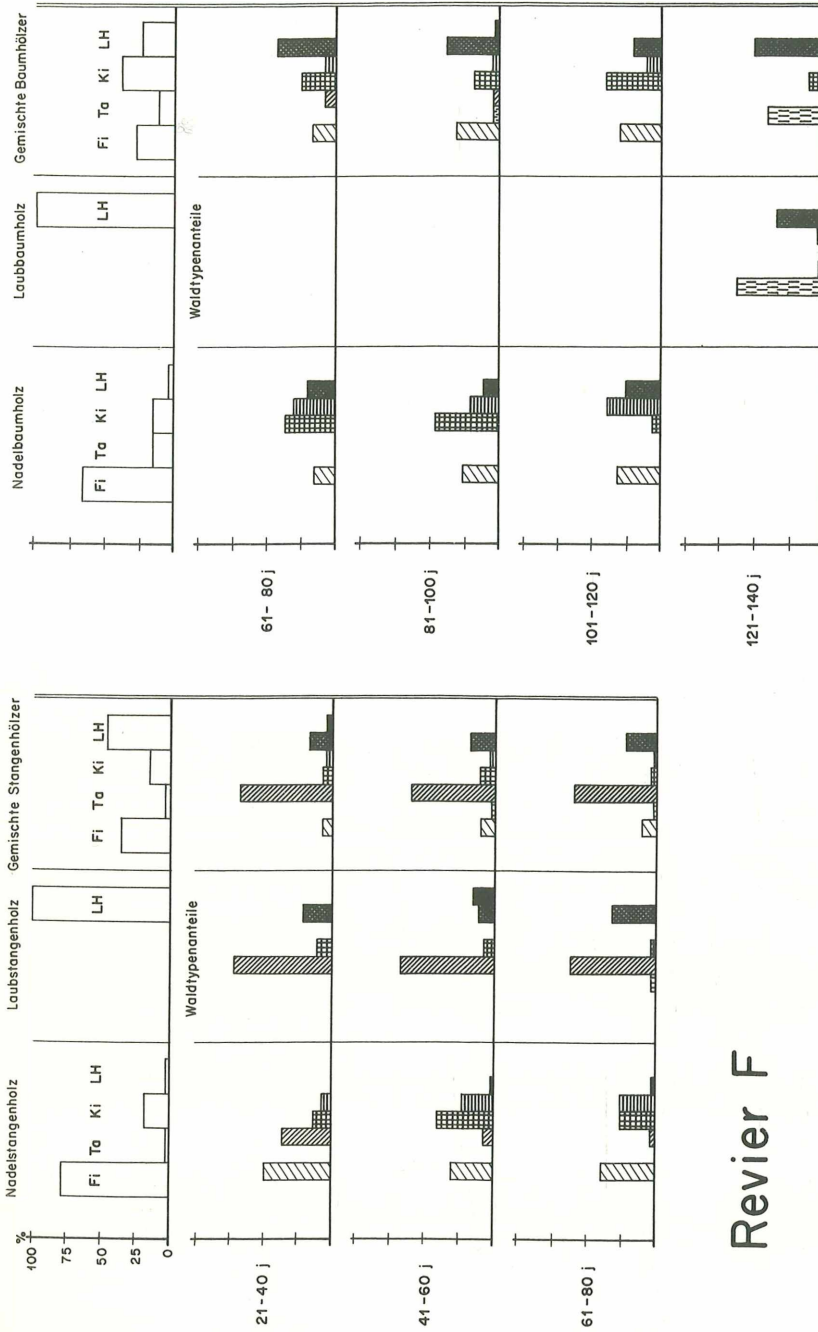 Nadelstangenholz Laubstangenholz Gemischte Stangenhölzer
%
100
75
50
25
0
Fi Ta Ki LH
LH
Fi Ta Ki LH
Waldtypenanteile
21-40 j
41-60 j
61-80 j
Nadelbaumholz Laubbaumholz Gemischte Baumhölzer
Fi Ta Ki LH
LH
Fi Ta Ki LH
Waldtypenanteile
61- 80 j
81-100 j
101-120 j
121-140 j
Revier F